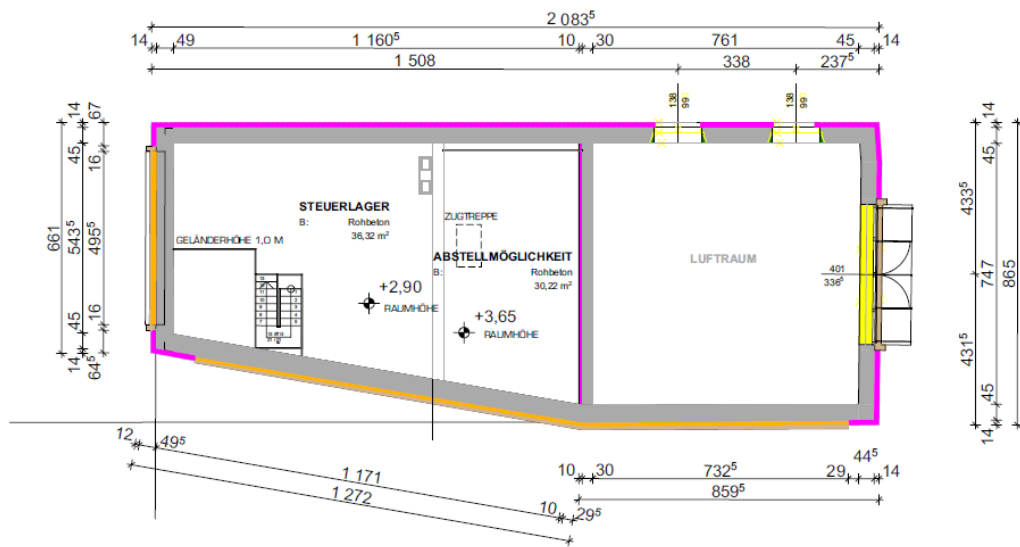 2 083⁵
14 49 1 160⁵ 10 30 761 45 14
1 508 338 237⁵
138
99
138
99
14
67
45
16
661
543⁵
495⁵
45
16
14
64⁵
14
45
433⁵
747
865
431⁵
45
14
STEUERLAGER
B: Rohbeton
36,32 m²
ZUGTREPPE
GELÄNDERHÖHE 1,0 M
ABSTELLMÖGLICHKEIT
B: Rohbeton
30,22 m²
LUFTRAUM
401
336⁵
+2,90
RAUMHÖHE
+3,65
RAUMHÖHE
12 49⁵ 1 171 10 29⁵
1 272
10 30 732⁵ 29 44⁵ 14
859⁵